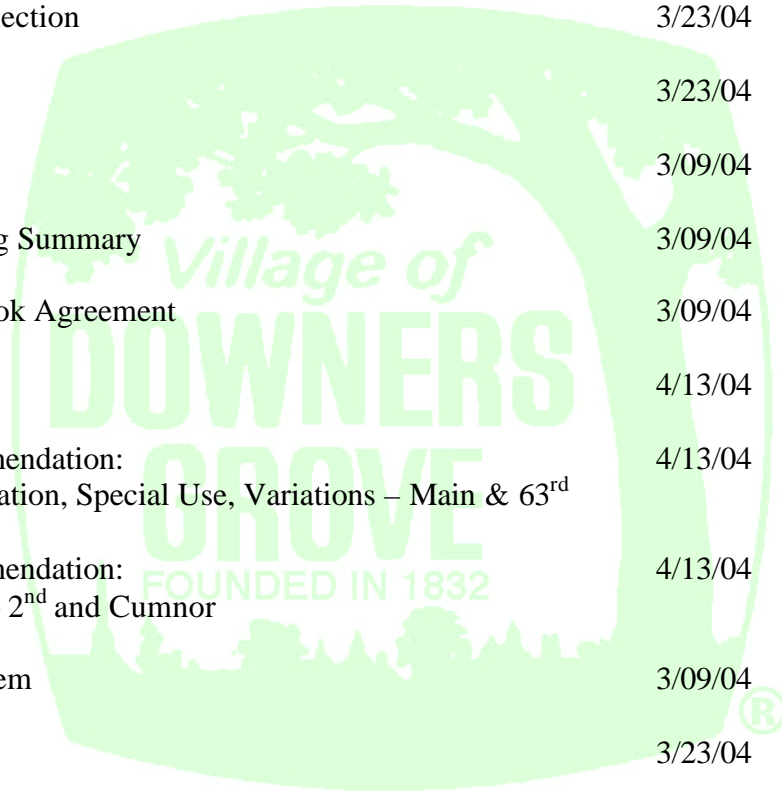 ection 3/23/04
3/23/04
3/09/04
g Summary 3/09/04
ok Agreement 3/09/04
4/13/04
mendation: 4/13/04
ation, Special Use, Variations – Main & 63rd
mendation: 4/13/04
2nd and Cumnor
em 3/09/04
3/23/04
Village of
DOWNERS
GROVE
FOUNDED IN 1832
®